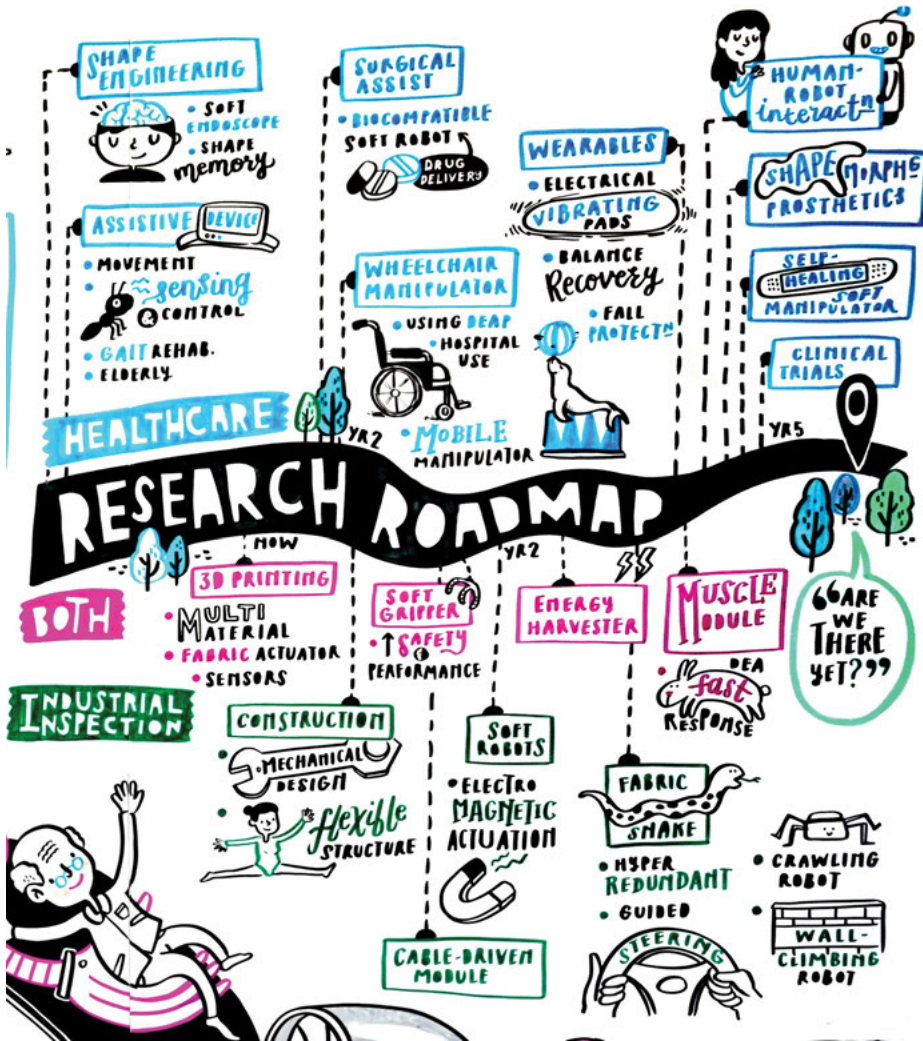 SHAPE
ENGINEERING
• SOFT
ENDOSCOPE
• SHAPE
memory
ASSISTIVE DEVICE
• MOVEMENT
• sensing
& CONTROL
• GAIT REHAB.
• ELDERLY
SURGICAL
ASSIST
• BIOCOMPATIBLE
SOFT ROBOT
DRUG
DELIVERY
WHEELCHAIR
MANIPULATOR
• USING DEAP
• HOSPITAL
USE
• MOBILE
MANIPULATOR
WEARABLES
• ELECTRICAL
VIBRATING
PADS
• BALANCE
Recovery
• FALL
PROTECTN
HUMAN-
ROBOT
interactn
SHAPE MORPHG
PROSTHETICS
SELF-
HEALING
SOFT
MANIPULATOR
CLINICAL
TRIALS
HEALTHCARE
YR2
YR5
RESEARCH ROADMAP
NOW
YR2
BOTH
3D PRINTING
• MULTI
MATERIAL
• FABRIC ACTUATOR
• SENSORS
SOFT
GRIPPER
• ↑ SAFETY
&
PERFORMANCE
ENERGY
HARVESTER
MUSCLE
MODULE
• DEA
fast
RESPONSE
“ARE
WE
THERE
YET?”
INDUSTRIAL
INSPECTION
CONSTRUCTION
• MECHANICAL
DESIGN
• flexible
STRUCTURE
SOFT
ROBOTS
• ELECTRO
MAGNETIC
ACTUATION
CABLE-DRIVEN
MODULE
FABRIC
SNAKE
• HYPER
REDUNDANT
• GUIDED
STEERING
• CRAWLING
ROBOT
• WALL-
CLIMBING
ROBOT